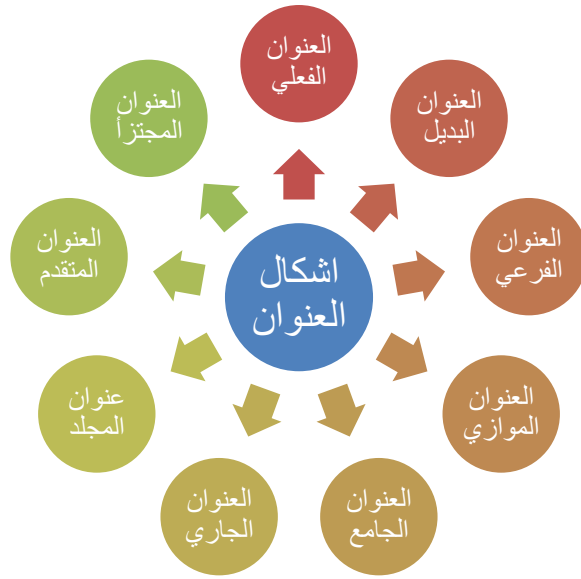 اشكال
العنوان
العنوان
الفعلي
العنوان
البديل
العنوان
الفرعي
العنوان
الموازي
العنوان
الجامع
العنوان
الجاري
عنوان
المجلد
العنوان
المتقدم
العنوان
المجتزأ